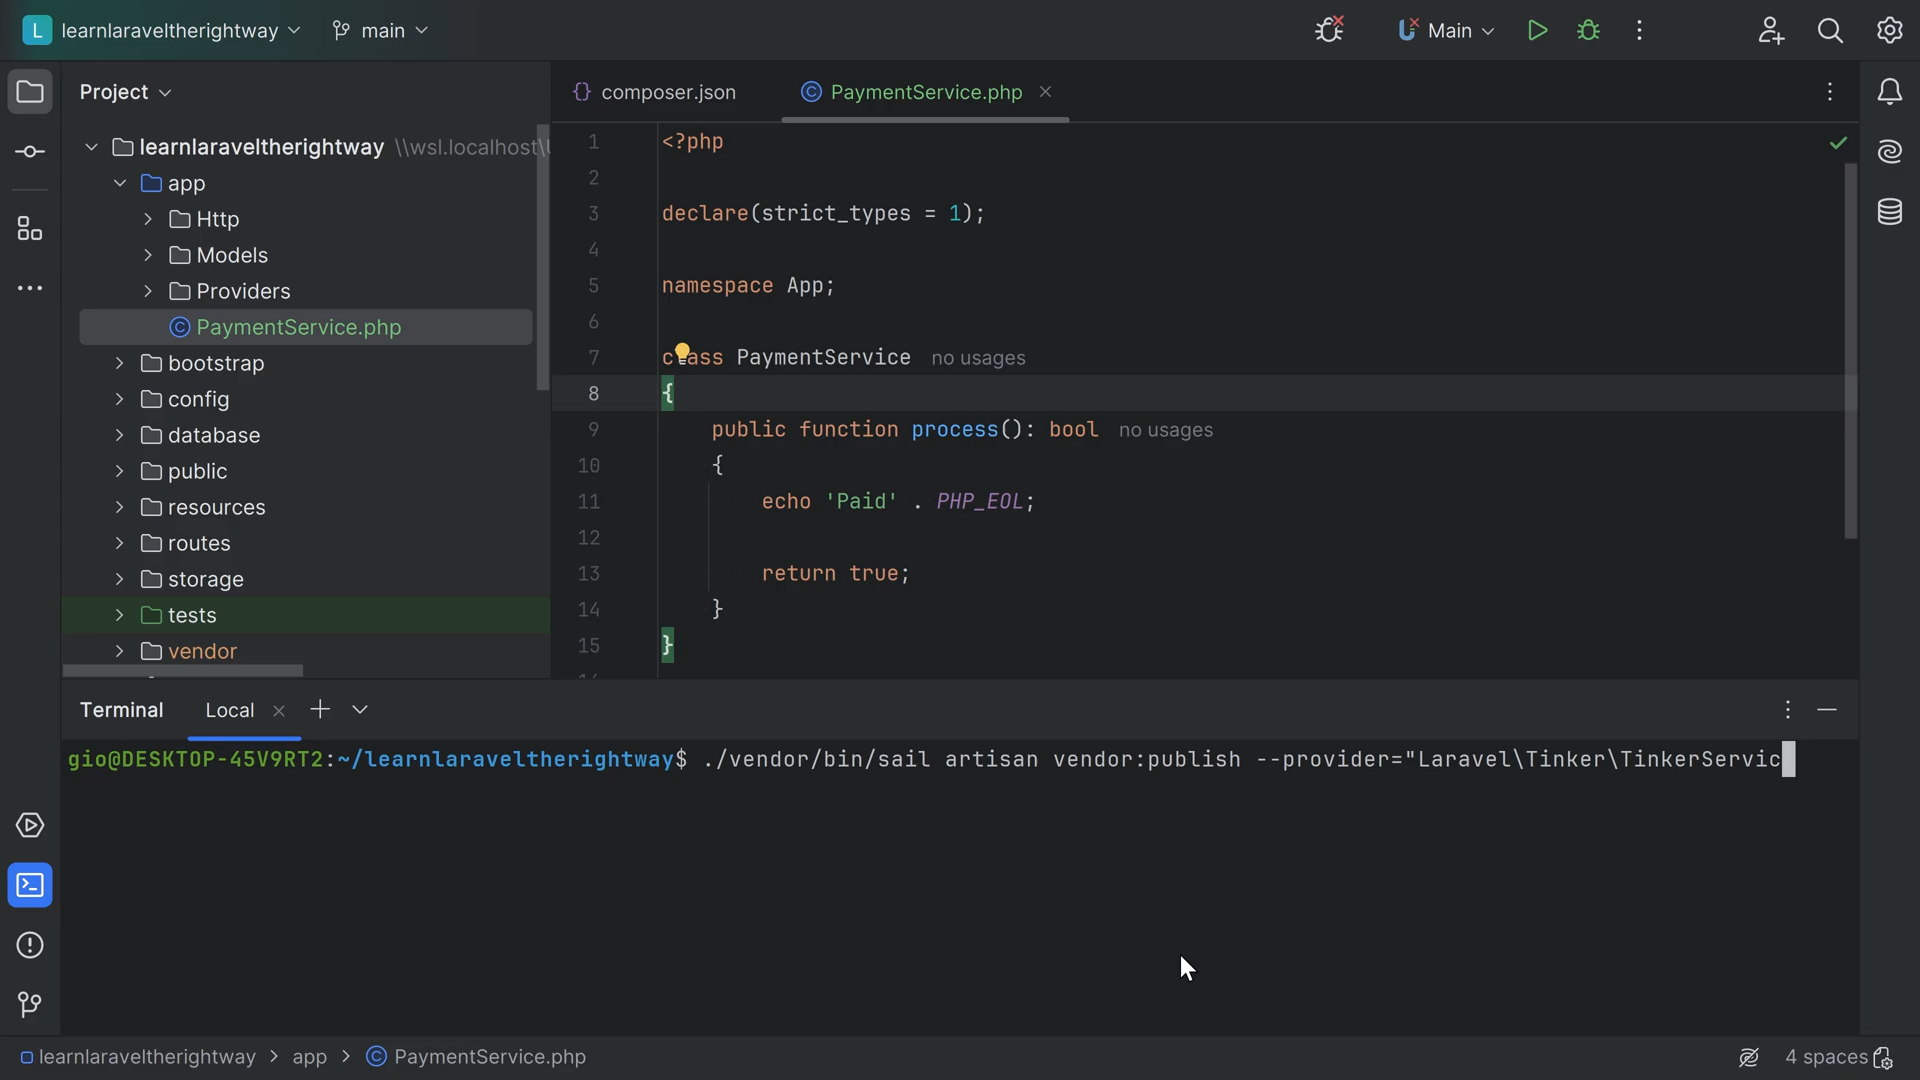 L learnlaraveltherightway main Main
Project
composer.json PaymentService.php
learnlaraveltherightway \\wsl.localhost\
app
Http
Models
Providers
PaymentService.php
bootstrap
config
database
public
resources
routes
storage
tests
vendor
1 <?php
2
3 declare(strict_types = 1);
4
5 namespace App;
6
7 class PaymentService no usages
8 {
9 public function process(): bool no usages
10 {
11 echo 'Paid' . PHP_EOL;
12
13 return true;
14 }
15 }
Terminal Local
gio@DESKTOP-45V9RT2:~/learnlaraveltherightway$ ./vendor/bin/sail artisan vendor:publish --provider="Laravel\Tinker\TinkerServic
learnlaraveltherightway > app > PaymentService.php 4 spaces